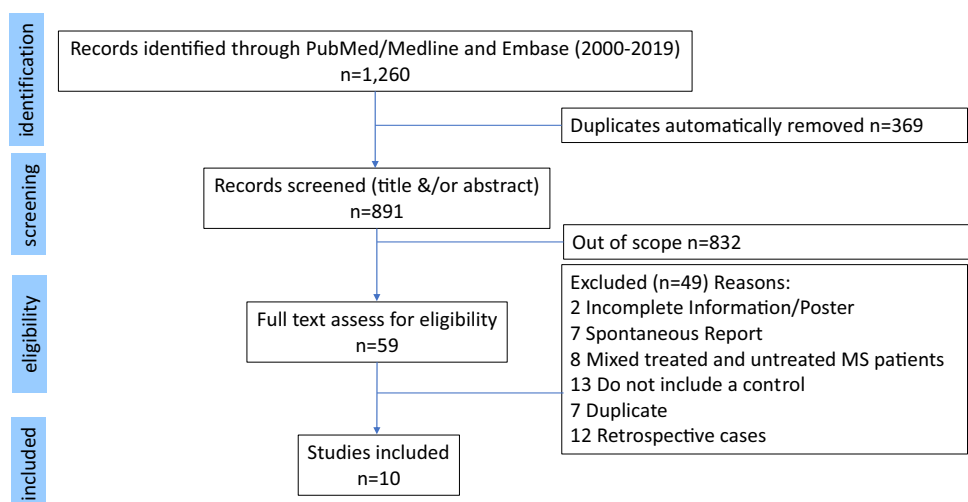 identification
Records identified through PubMed/Medline and Embase (2000-2019)
n=1,260
Duplicates automatically removed n=369
screening
Records screened (title &/or abstract)
n=891
Out of scope n=832
eligibility
Full text assess for eligibility
n=59
Excluded (n=49) Reasons:
2 Incomplete Information/Poster
7 Spontaneous Report
8 Mixed treated and untreated MS patients
13 Do not include a control
7 Duplicate
12 Retrospective cases
included
Studies included
n=10